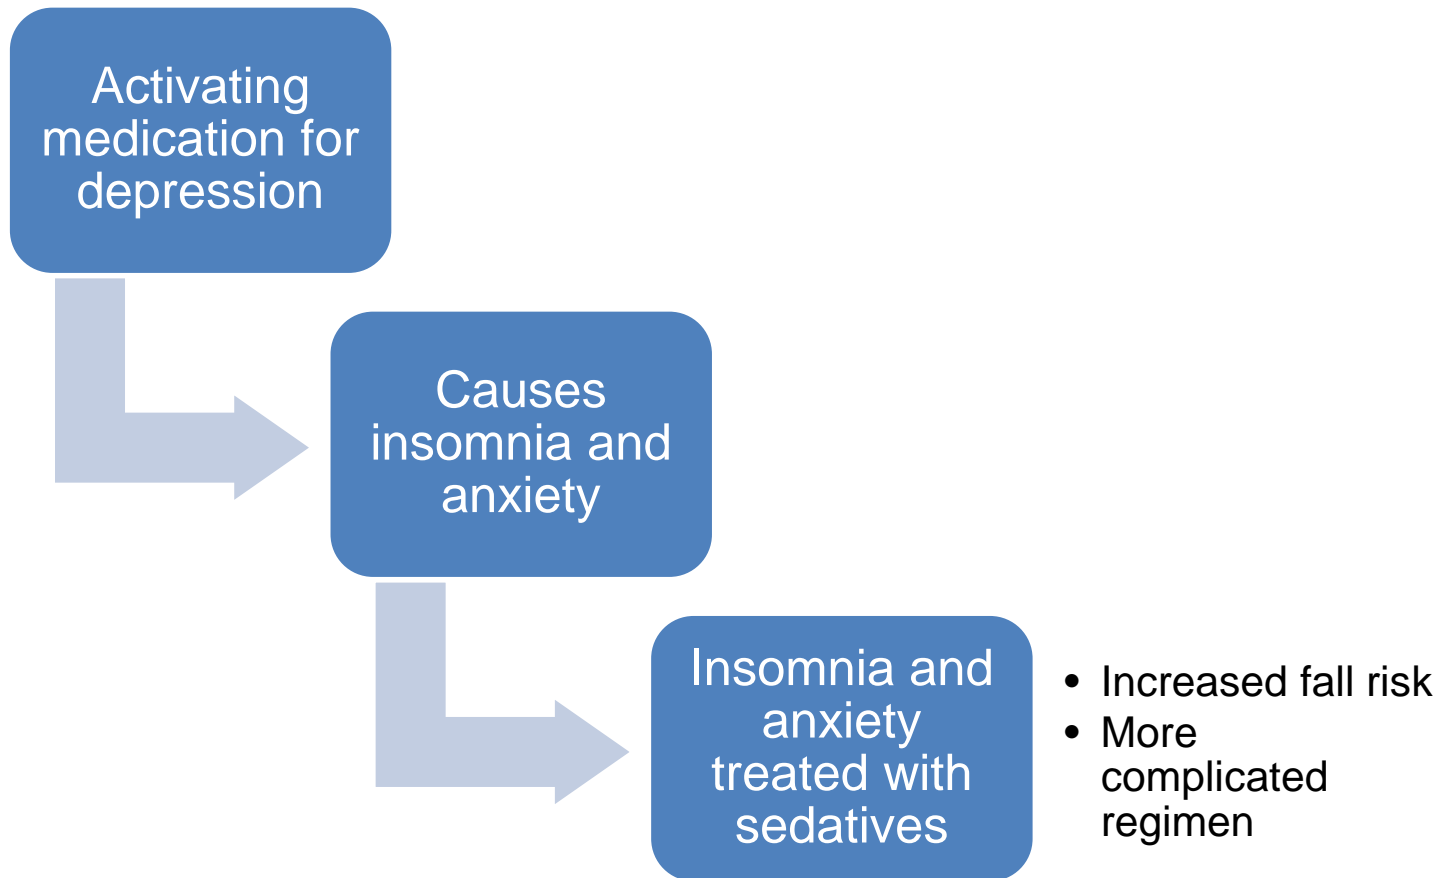 Activating
medication for
depression
Causes
insomnia and
anxiety
Insomnia and
anxiety
treated with
sedatives
• Increased fall risk
• More
complicated
regimen